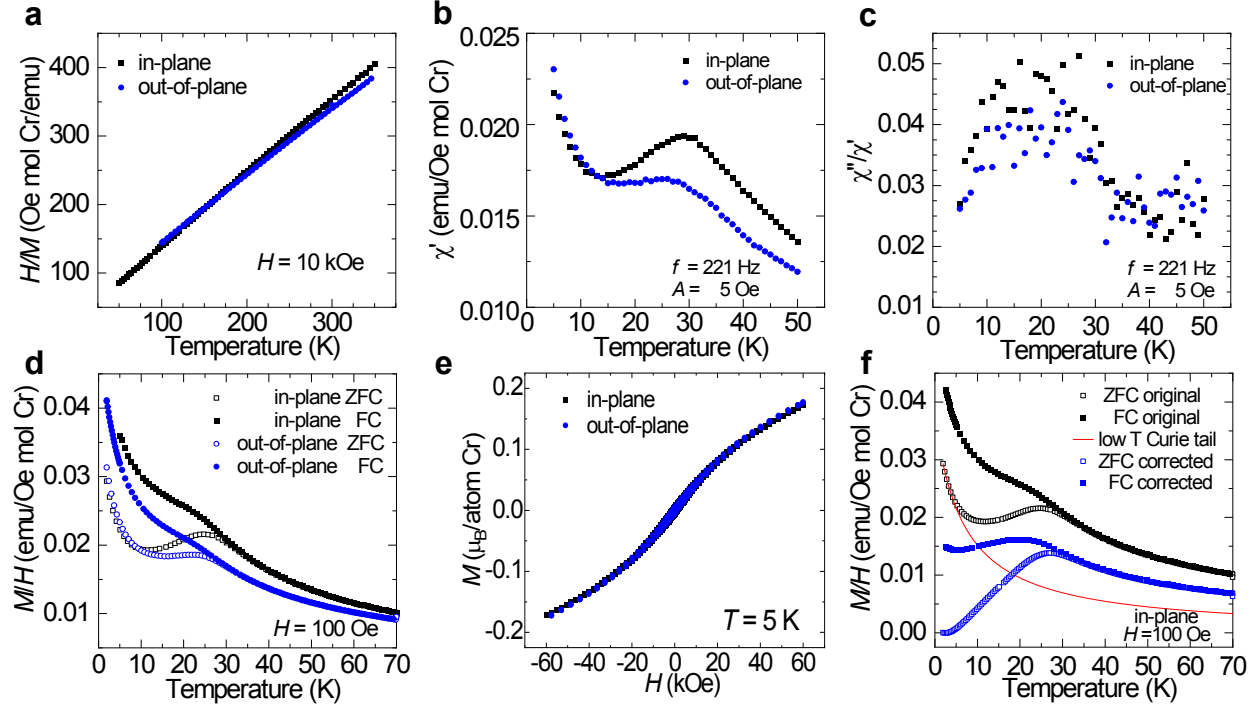 a
H/M (Oe mol Cr/emu)
400
300
200
100
in-plane
out-of-plane
H = 10 kOe
100
200
300
Temperature (K)
b
χ' (emu/Oe mol Cr)
0.025
0.020
0.015
0.010
in-plane
out-of-plane
f = 221 Hz
A = 5 Oe
0
10
20
30
40
50
Temperature (K)
c
χ''/χ'
0.05
0.04
0.03
0.02
0.01
in-plane
out-of-plane
f = 221 Hz
A = 5 Oe
0
10
20
30
40
50
Temperature (K)
d
M/H (emu/Oe mol Cr)
0.04
0.03
0.02
0.01
in-plane ZFC
in-plane FC
out-of-plane ZFC
out-of-plane FC
H = 100 Oe
0
10
20
30
40
50
60
70
Temperature (K)
e
M (μB/atom Cr)
0.2
0.1
0.0
-0.1
-0.2
in-plane
out-of-plane
T = 5 K
-60
-40
-20
0
20
40
60
H (kOe)
f
M/H (emu/Oe mol Cr)
0.04
0.03
0.02
0.01
0.00
ZFC original
FC original
low T Curie tail
ZFC corrected
FC corrected
in-plane
H=100 Oe
0
10
20
30
40
50
60
70
Temperature (K)